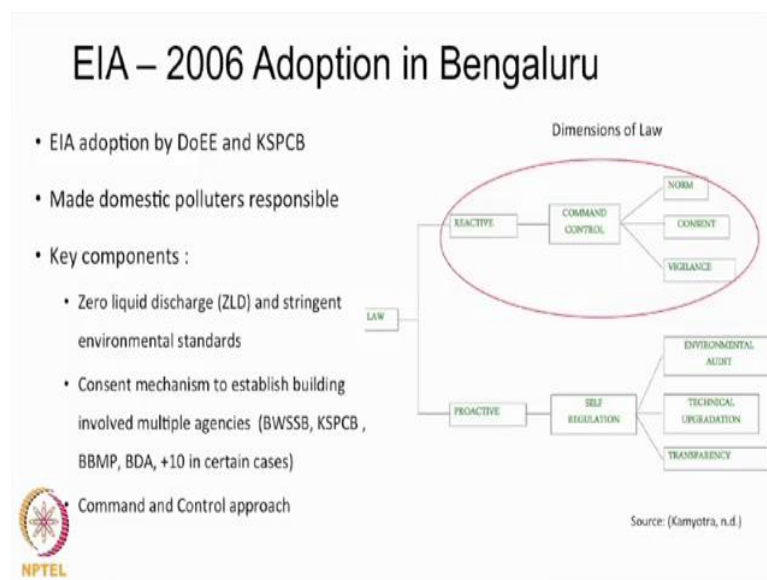 EIA – 2006 Adoption in Bengaluru
• EIA adoption by DoEE and KSPCB
• Made domestic polluters responsible
• Key components :
• Zero liquid discharge (ZLD) and stringent
environmental standards
• Consent mechanism to establish building
involved multiple agencies (BWSSB, KSPCB ,
BBMP, BDA, +10 in certain cases)
• Command and Control approach
Dimensions of Law
LAW
REACTIVE
COMMAND
CONTROL
NORM
CONSENT
VIGILANCE
PROACTIVE
SELF
REGULATION
ENVIRONMENTAL
AUDIT
TECHNICAL
UPGRADATION
TRANSPARENCY
Source: (Kamyotra, n.d.)
NPTEL